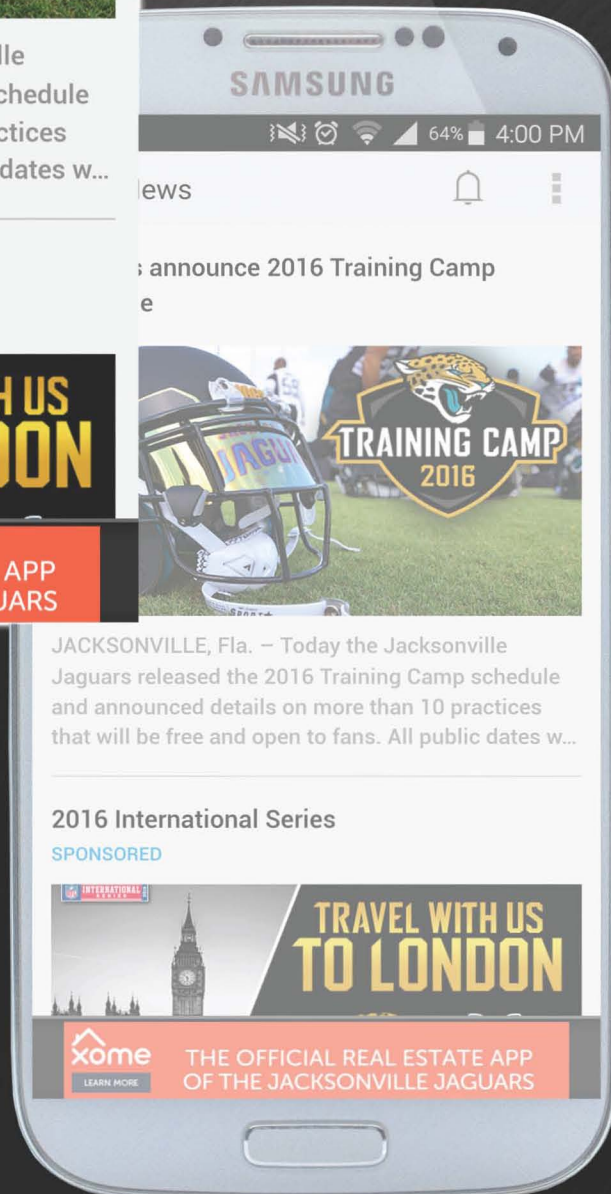 lle
chedule
ctices
dates w...
H US
DON
APP
UARS
SAMSUNG
64% 4:00 PM
ews
s announce 2016 Training Camp
e
JAGU
TRAINING CAMP
2016
JACKSONVILLE, Fla. – Today the Jacksonville
Jaguars released the 2016 Training Camp schedule
and announced details on more than 10 practices
that will be free and open to fans. All public dates w...
2016 International Series
SPONSORED
INTERNATIONAL
SERIES
TRAVEL WITH US
TO LONDON
xome
LEARN MORE
THE OFFICIAL REAL ESTATE APP
OF THE JACKSONVILLE JAGUARS